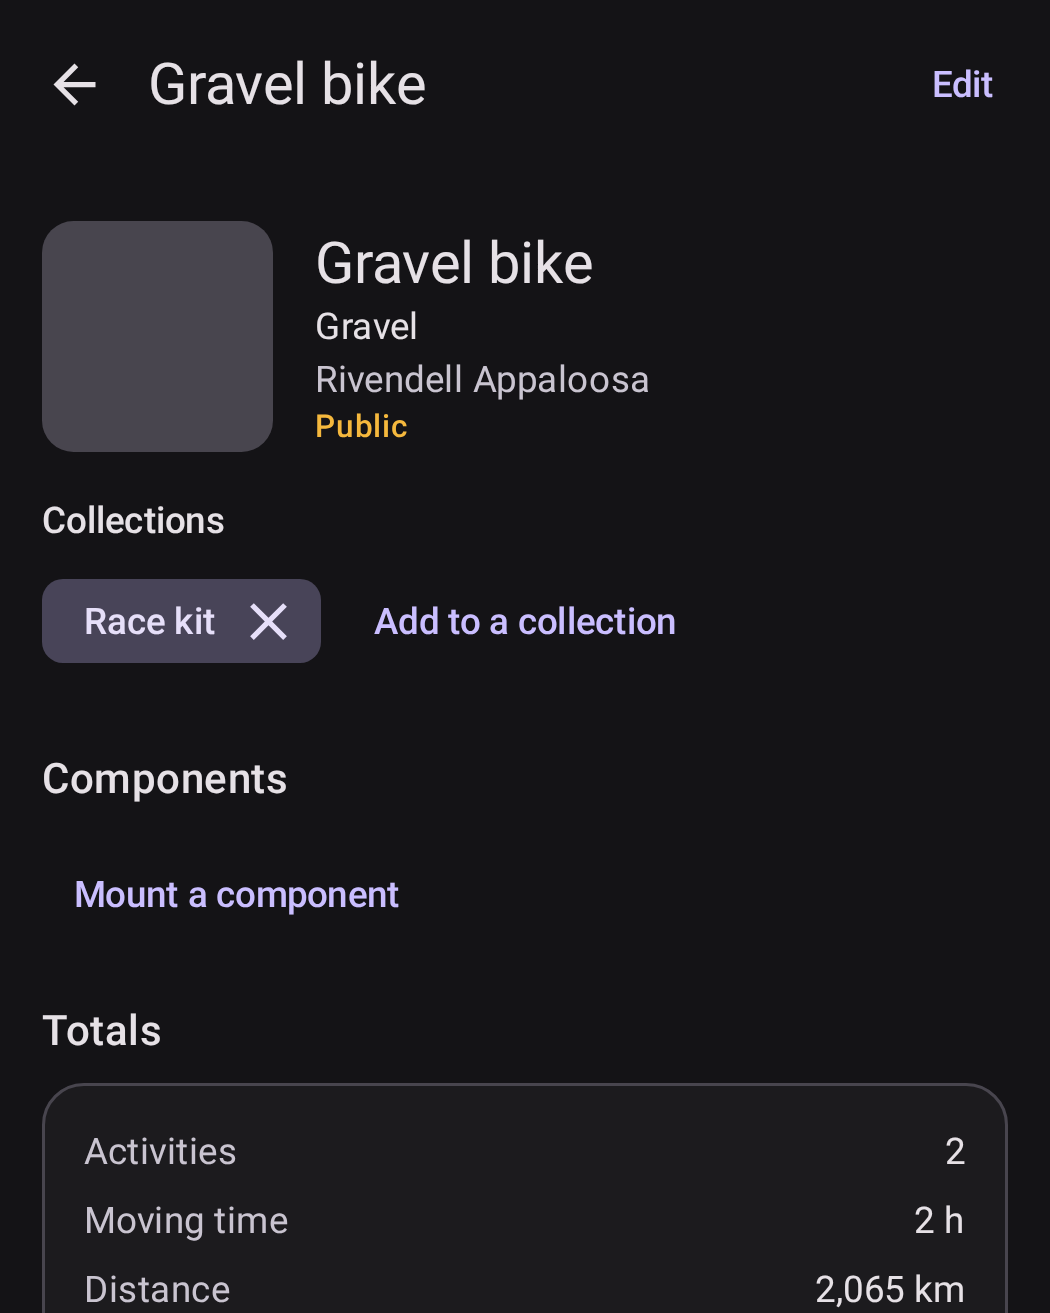 Gravel bike
Edit
Gravel bike
Gravel
Rivendell Appaloosa
Public
Collections
Race kit
Add to a collection
Components
Mount a component
Totals
Activities 2
Moving time 2 h
Distance 2,065 km